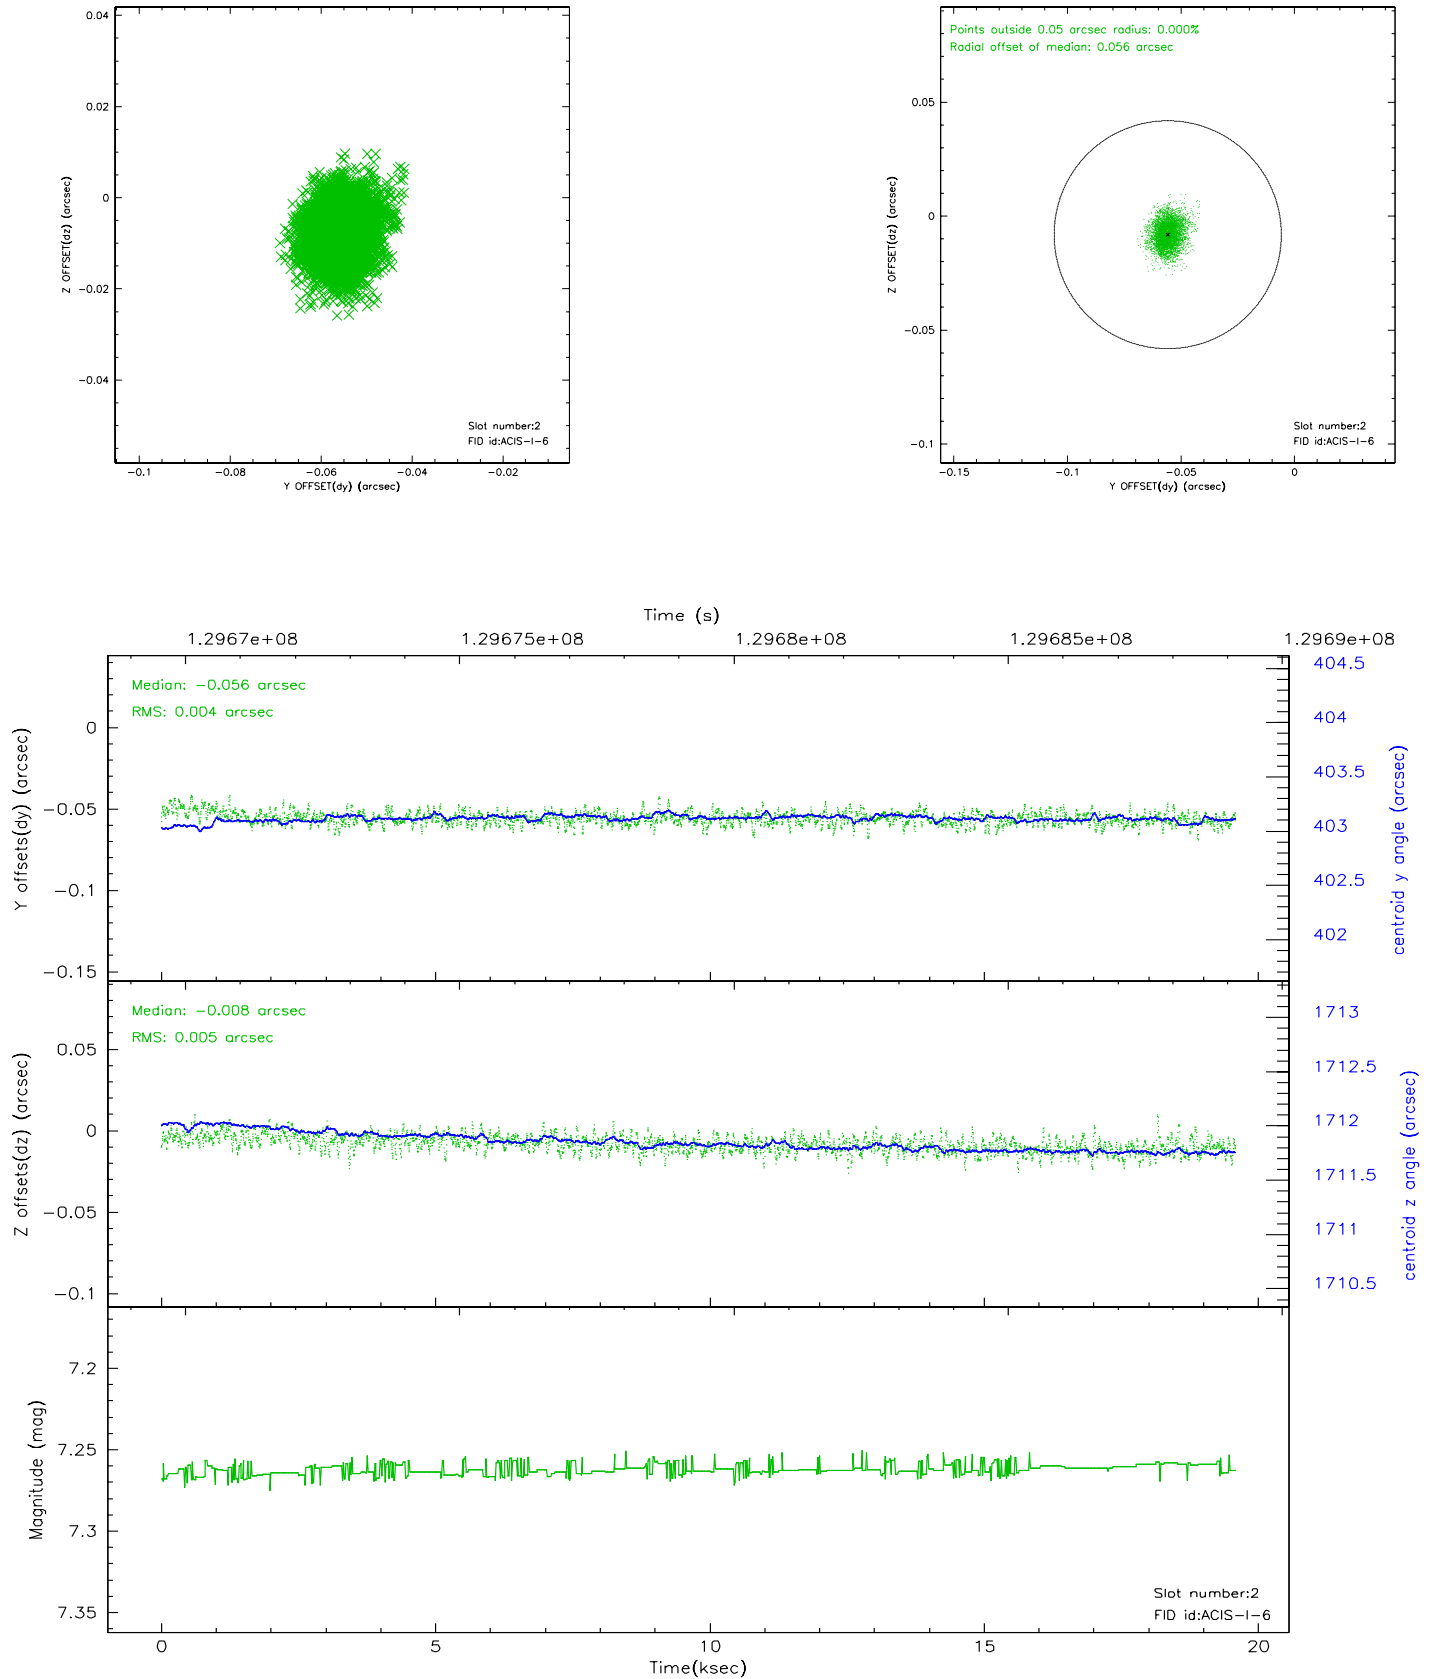 0.04
0.02
0
−0.02
−0.04
Z OFFSET(dz) (arcsec)
Slot number:2
FID id:ACIS−I−6
−0.1
−0.08
−0.06
−0.04
−0.02
Y OFFSET(dy) (arcsec)
Points outside 0.05 arcsec radius: 0.000%
Radial offset of median: 0.056 arcsec
0.05
0
−0.05
−0.1
Z OFFSET(dz) (arcsec)
Slot number:2
FID id:ACIS−I−6
−0.15
−0.1
−0.05
0
Y OFFSET(dy) (arcsec)
Time (s)
1.2967e+08
1.29675e+08
1.2968e+08
1.29685e+08
1.2969e+08
Median: −0.056 arcsec
RMS: 0.004 arcsec
0
−0.05
−0.1
−0.15
Y offsets(dy) (arcsec)
404.5
404
403.5
403
402.5
402
centroid y angle (arcsec)
Median: −0.008 arcsec
RMS: 0.005 arcsec
0.05
0
−0.05
−0.1
Z offsets(dz) (arcsec)
1713
1712.5
1712
1711.5
1711
1710.5
centroid z angle (arcsec)
7.2
7.25
7.3
7.35
Magnitude (mag)
Slot number:2
FID id:ACIS−I−6
0
5
10
15
20
Time(ksec)